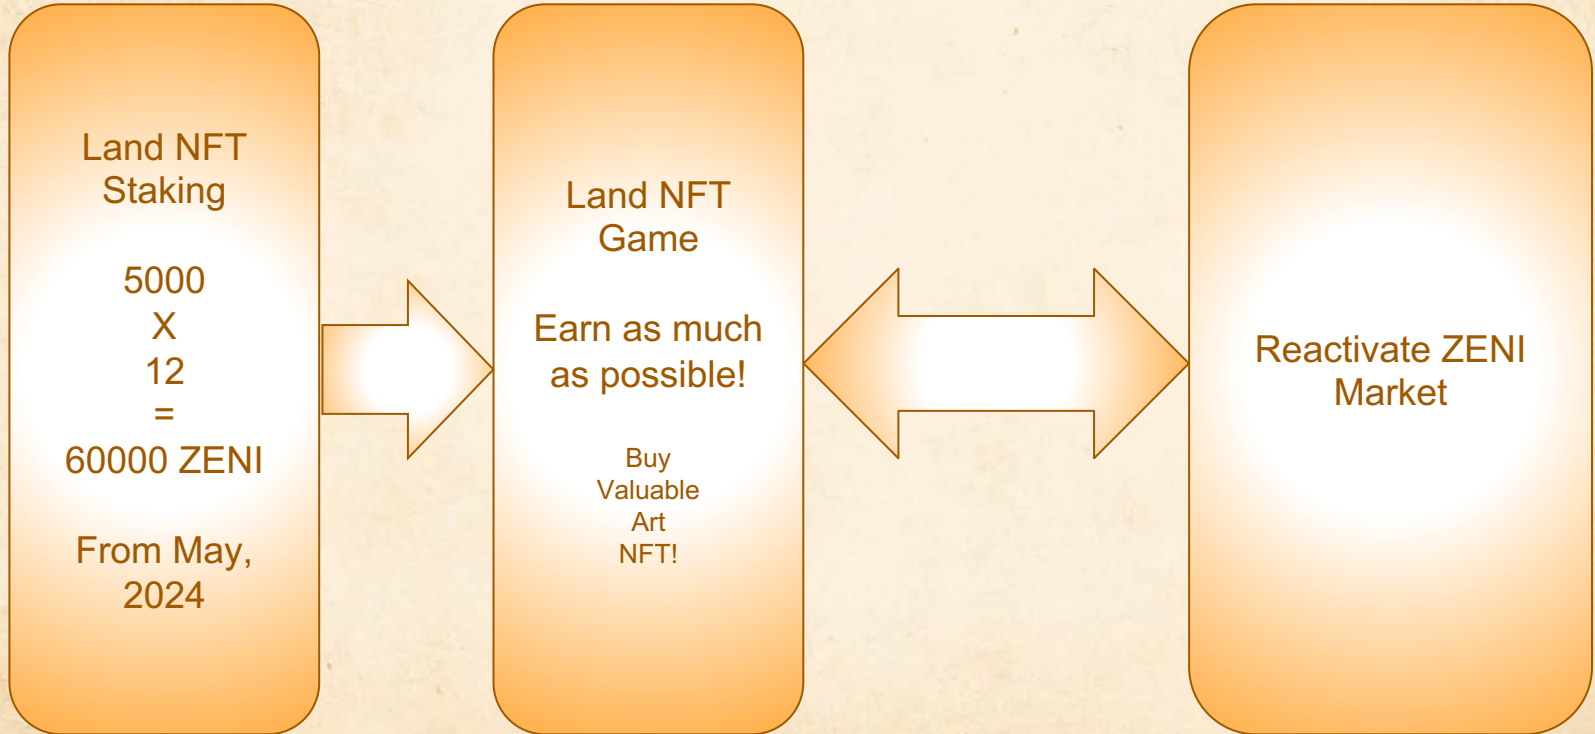 Land NFT
Staking
5000
X
12
=
60000 ZENI
From May,
2024
Land NFT
Game
Earn as much
as possible!
Buy
Valuable
Art
NFT!
Reactivate ZENI
Market